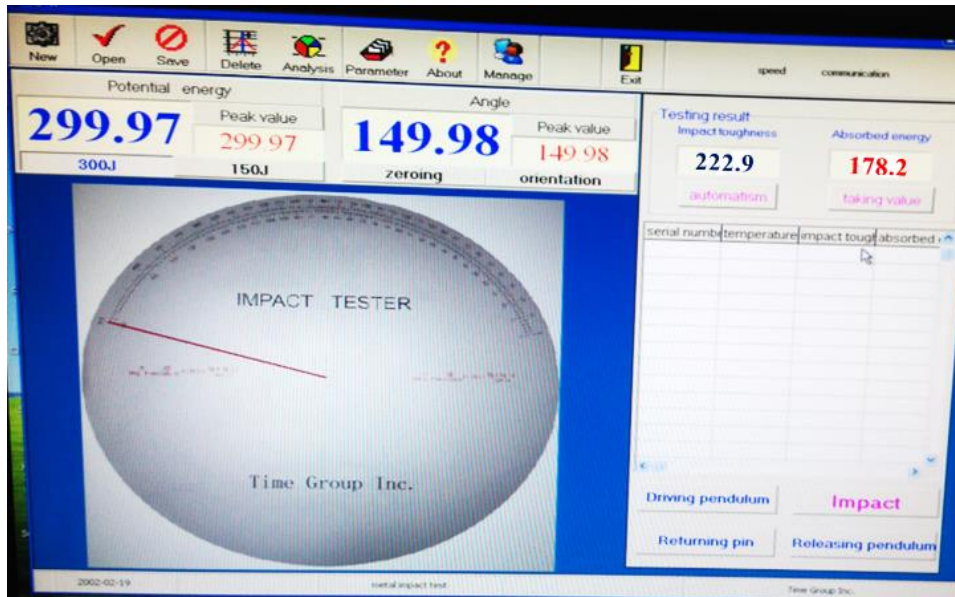 New Open Save Delete Analysis Parameter About Manage Exit speed communication
Potential energy
Angle
299.97
Peak value
299.97
149.98
Peak value
149.98
300J 150J zeroing orientation
Testing result
Impact toughness Absorbed energy
222.9 178.2
automatism taking value
serial numbe temperature impact tougl absorbed
IMPACT TESTER
Time Group Inc.
Driving pendulum Impact
Returning pin Releasing pendulum
2002-02-19 metal impact test Time Group Inc.